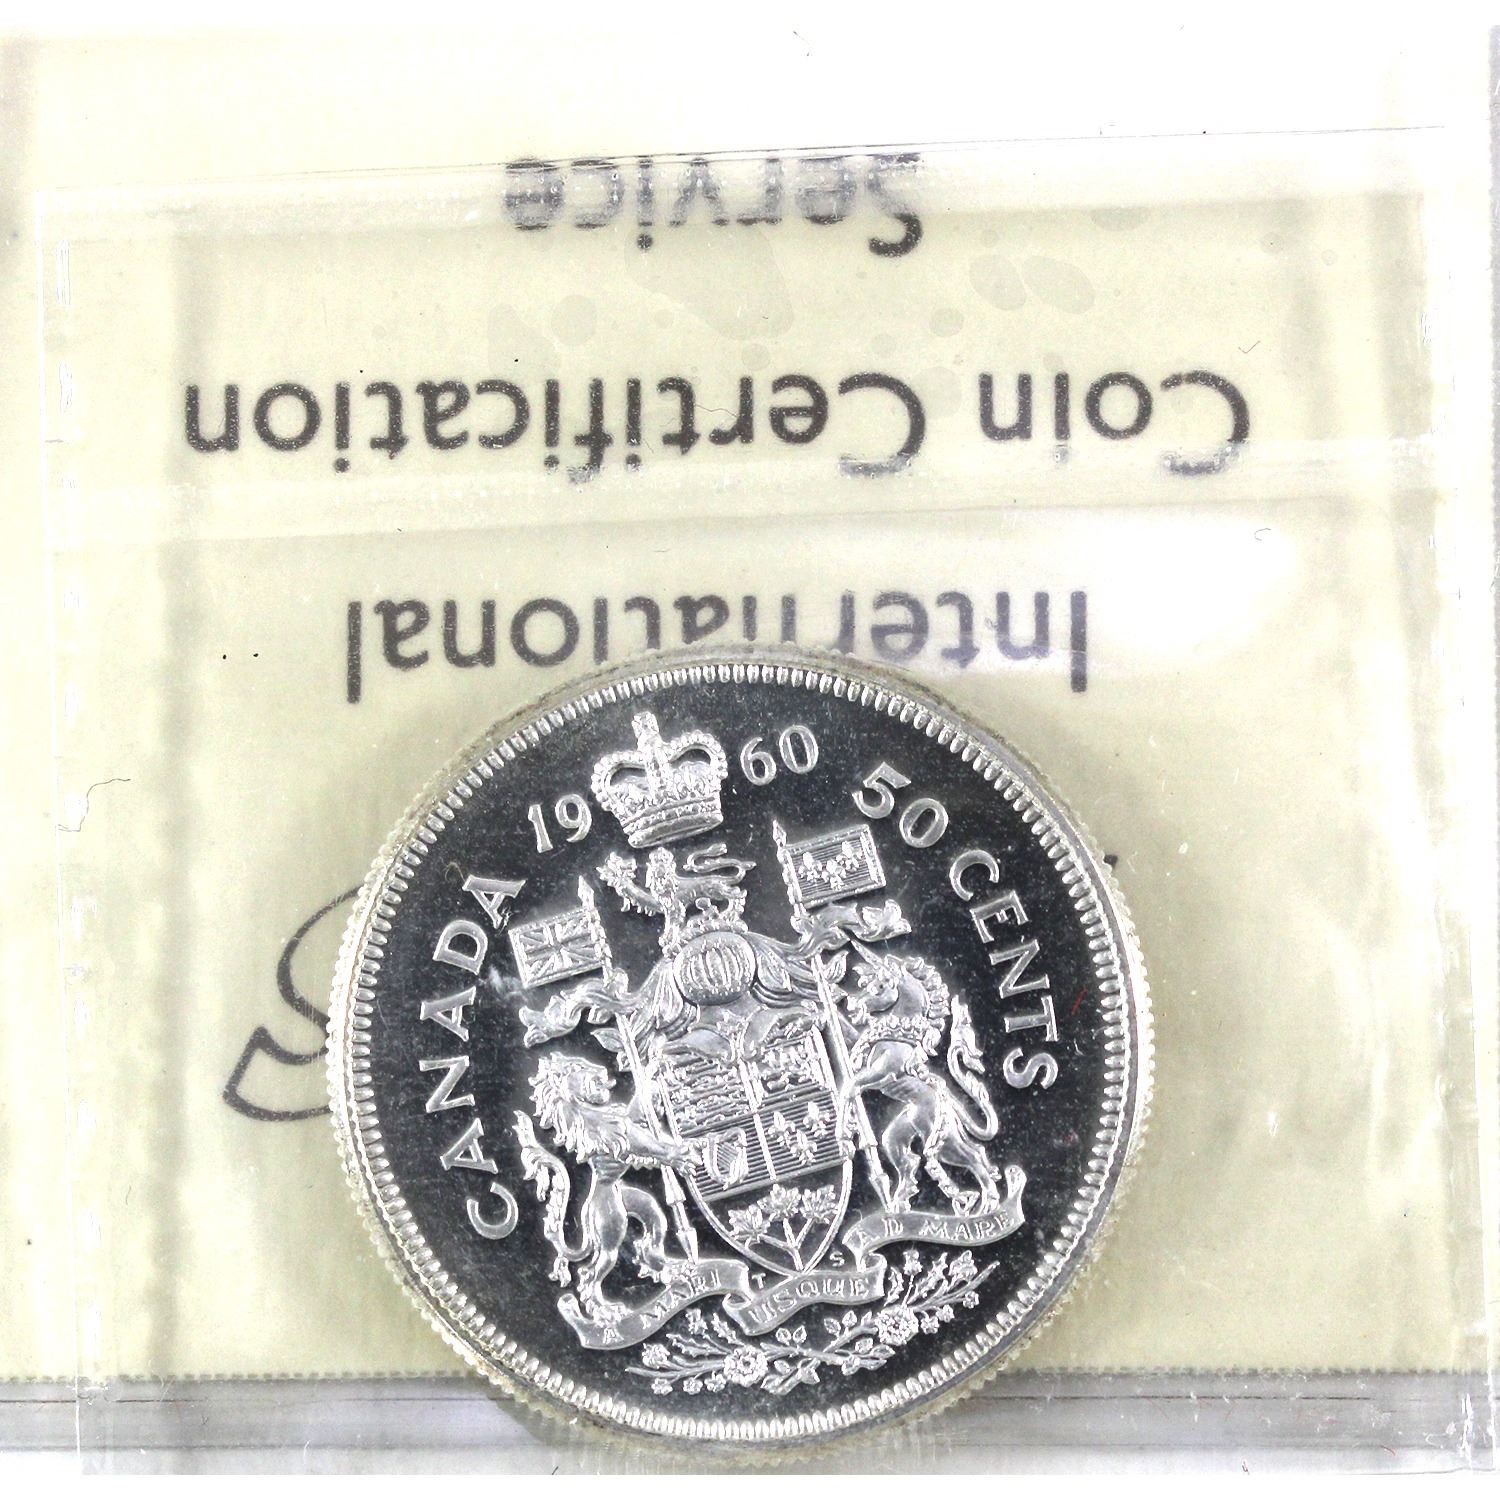 International
Coin Certification
Service
1960
50 CENTS
CANADA
A MARI USQUE AD MARE
T S